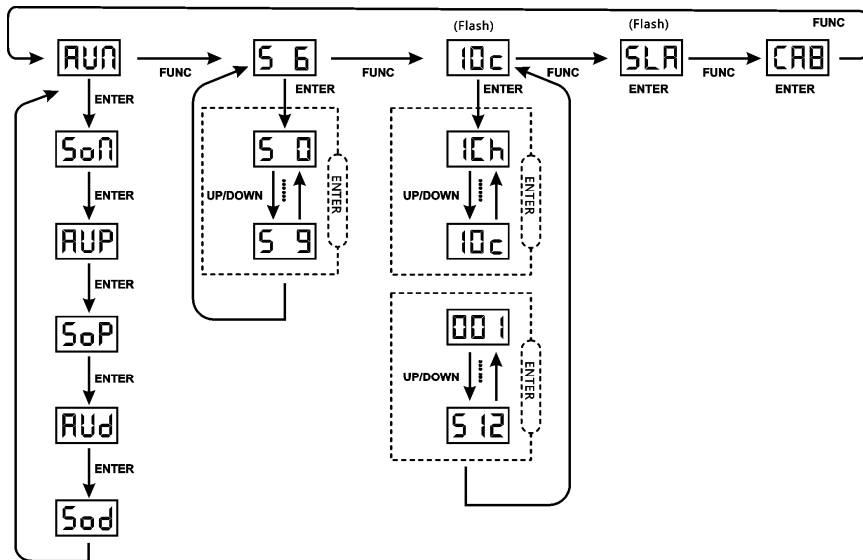 FUNC
(Flash)
(Flash)
AUN
S 6
10c
SLA
CAB
FUNC
FUNC
FUNC
FUNC
ENTER
ENTER
ENTER
ENTER
ENTER
SoN
S 0
1Ch
UP/DOWN
ENTER
UP/DOWN
ENTER
ENTER
AUP
S 9
10c
ENTER
SoP
001
ENTER
UP/DOWN
ENTER
AUd
S12
ENTER
Sod